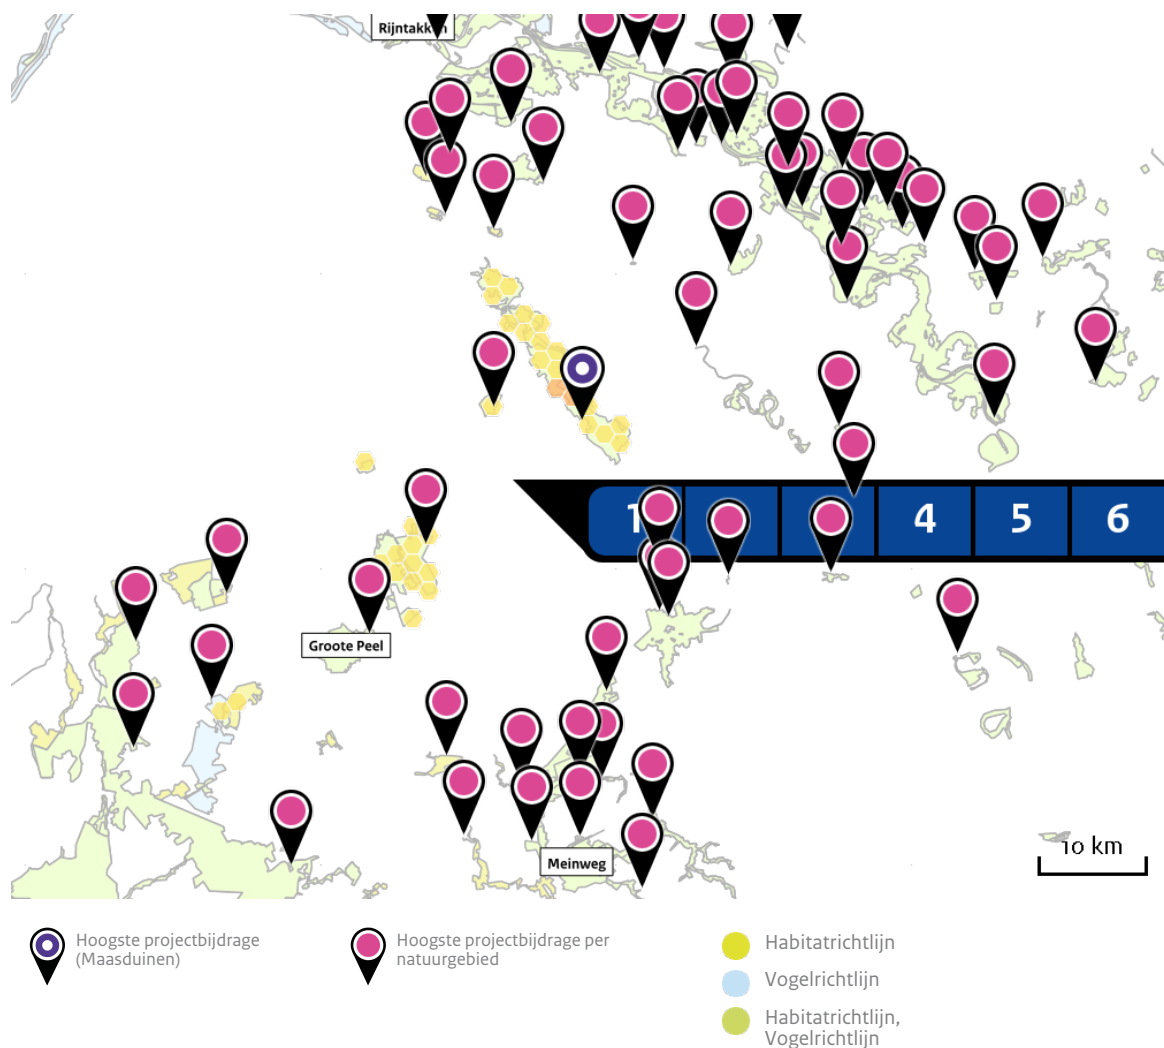 Rijntakken
1
4
5
6
Groote Peel
Meinweg
10 km
Hoogste projectbijdrage
(Maasduinen)
Hoogste projectbijdrage per
natuurgebied
Habitatrichtlijn
Vogelrichtlijn
Habitatrichtlijn,
Vogelrichtlijn